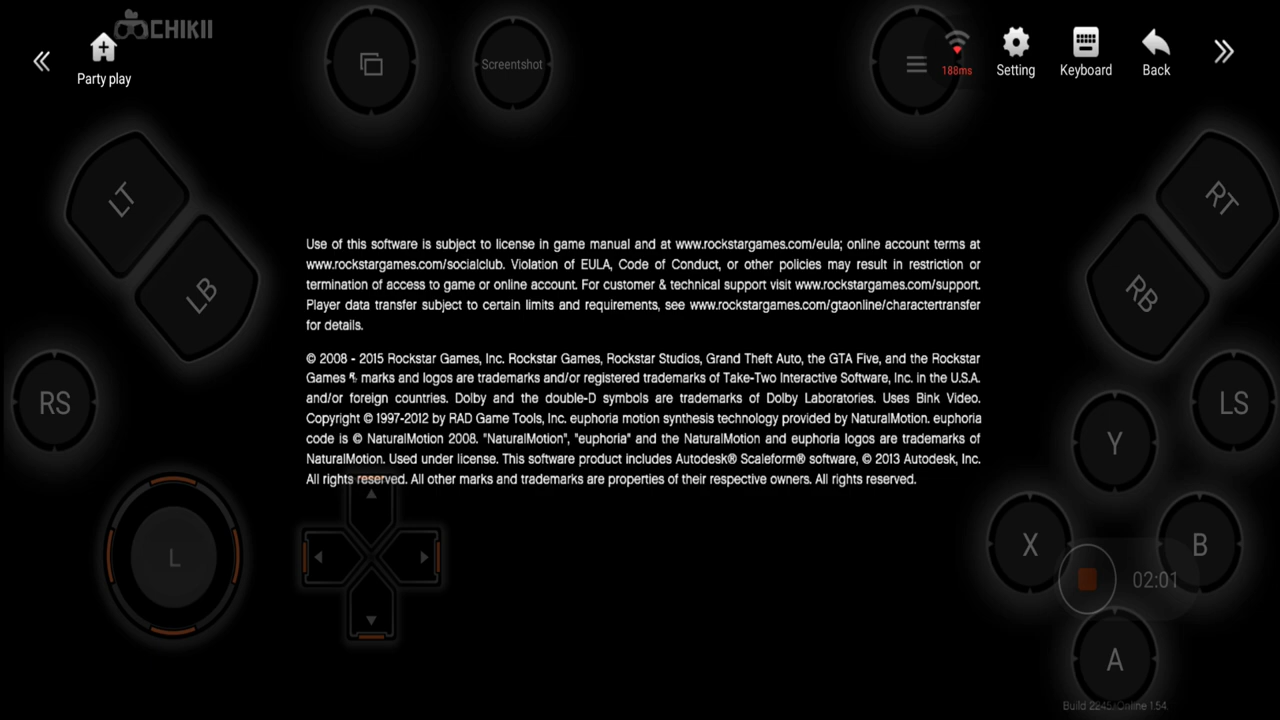 CHIKII
Party play
Screentshot
188ms
Setting
Keyboard
Back
LT
RT
LB
RB
Use of this software is subject to license in game manual and at www.rockstargames.com/eula; online account terms at
www.rockstargames.com/socialclub. Violation of EULA, Code of Conduct, or other policies may result in restriction or
termination of access to game or online account. For customer & technical support visit www.rockstargames.com/support.
Player data transfer subject to certain limits and requirements, see www.rockstargames.com/gtaonline/charactertransfer
for details.
© 2008 - 2015 Rockstar Games, Inc. Rockstar Games, Rockstar Studios, Grand Theft Auto, the GTA Five, and the Rockstar
Games R* marks and logos are trademarks and/or registered trademarks of Take-Two Interactive Software, Inc. in the U.S.A.
and/or foreign countries. Dolby and the double-D symbols are trademarks of Dolby Laboratories. Uses Bink Video.
Copyright © 1997-2012 by RAD Game Tools, Inc. euphoria motion synthesis technology provided by NaturalMotion. euphoria
code is © NaturalMotion 2008. "NaturalMotion", "euphoria" and the NaturalMotion and euphoria logos are trademarks of
NaturalMotion. Used under license. This software product includes Autodesk® Scaleform® software, © 2013 Autodesk, Inc.
All rights reserved. All other marks and trademarks are properties of their respective owners. All rights reserved.
RS
LS
Y
L
X
B
02:01
A
Build 2245, Online 1.54.